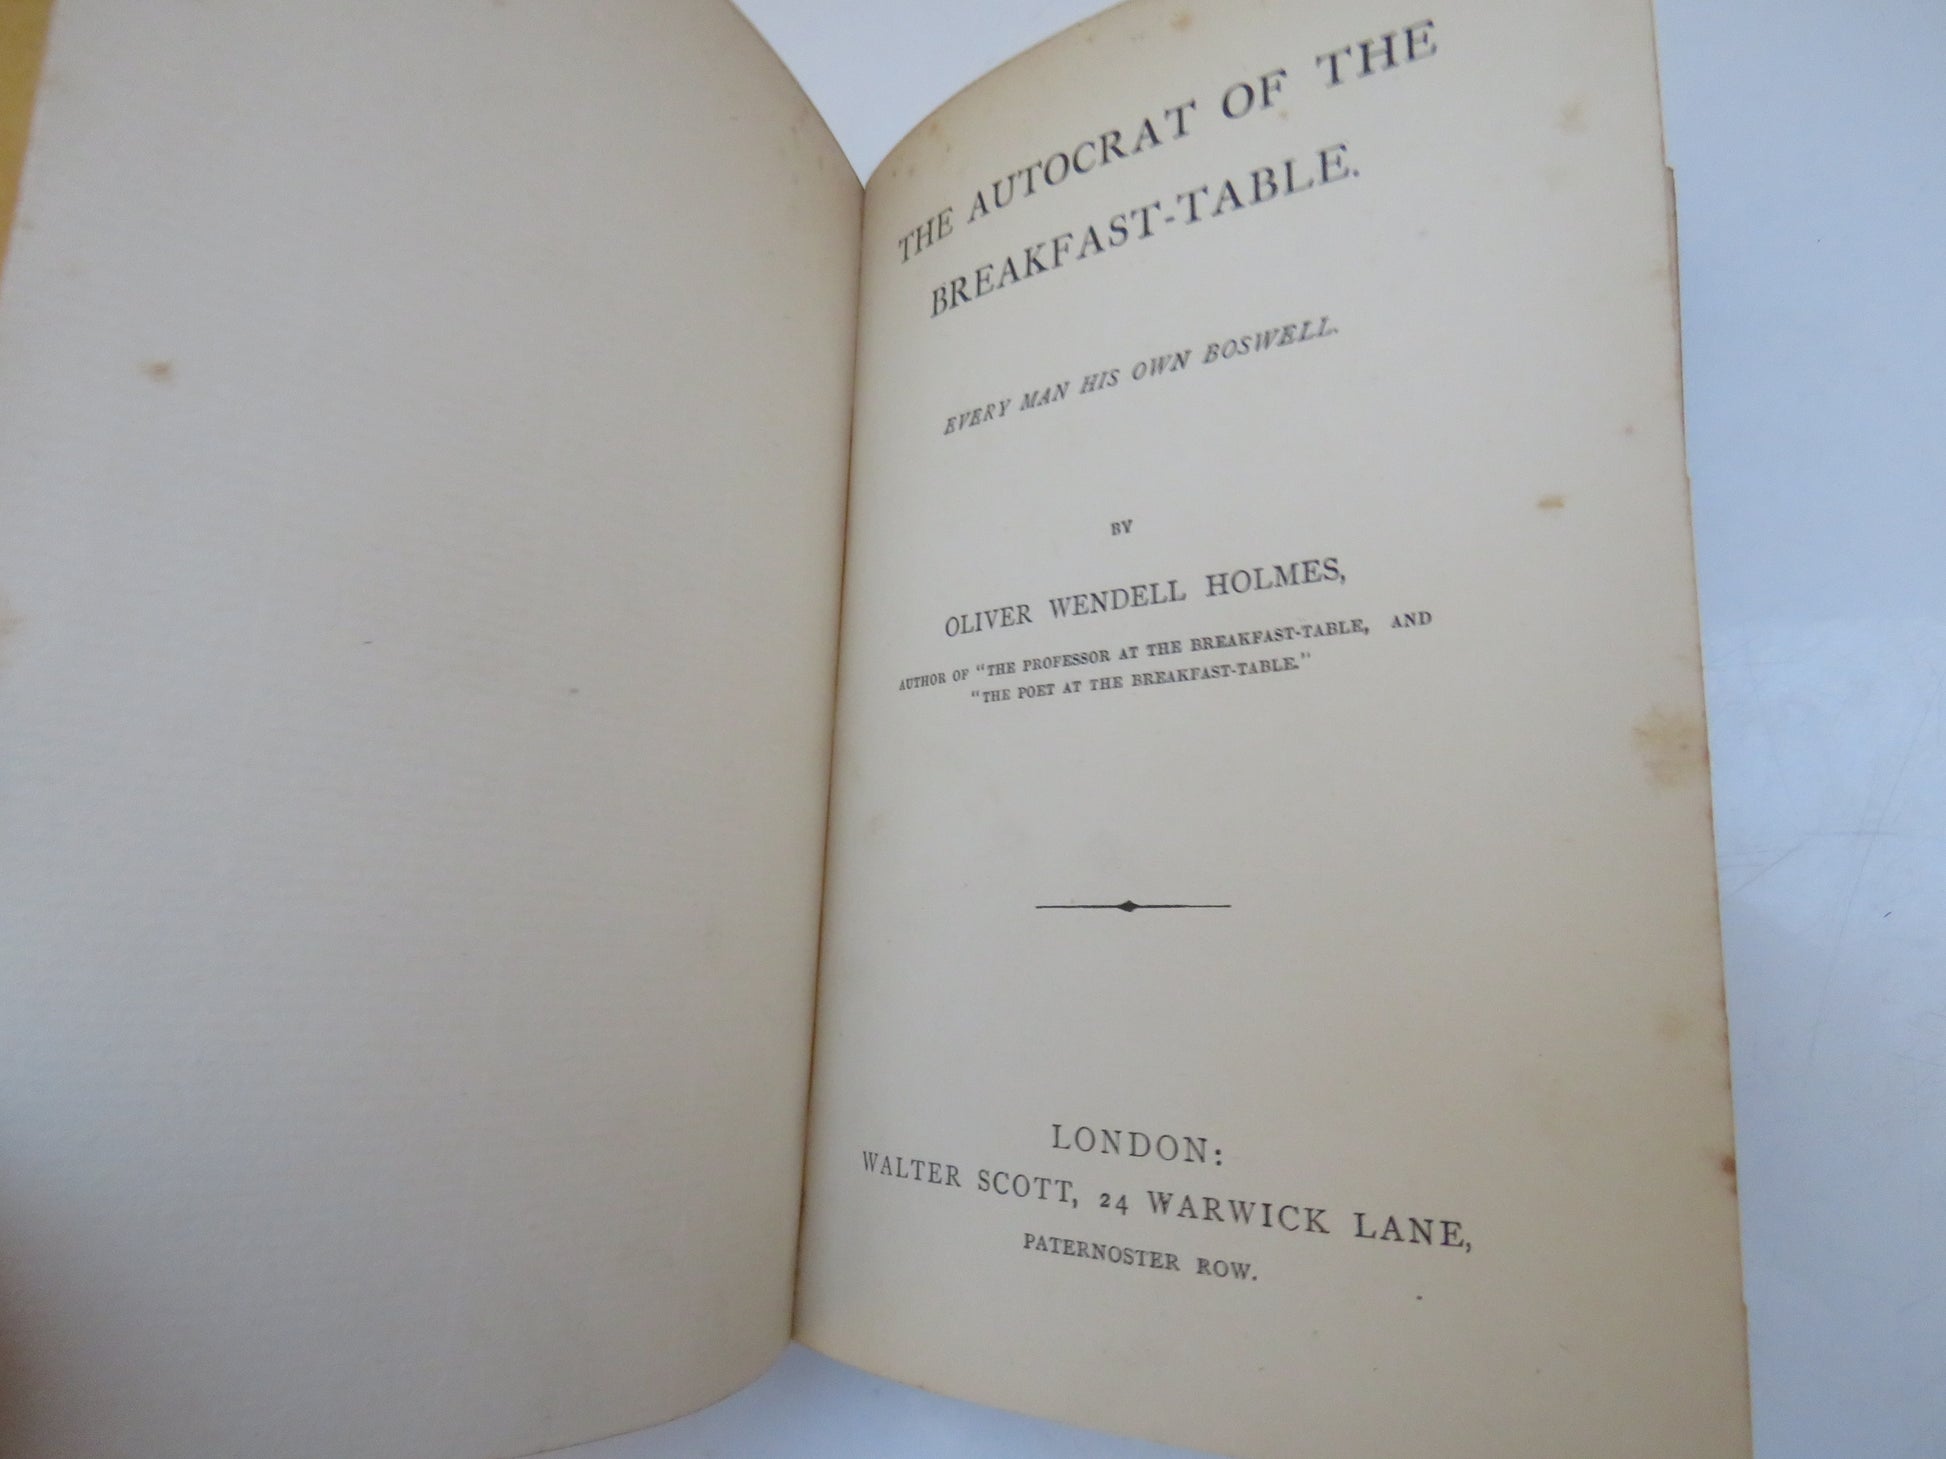 THE AUTOCRAT OF THE
BREAKFAST-TABLE.
EVERY MAN HIS OWN BOSWELL.
BY
OLIVER WENDELL HOLMES,
AUTHOR OF "THE PROFESSOR AT THE BREAKFAST-TABLE, AND
"THE POET AT THE BREAKFAST-TABLE."
LONDON:
WALTER SCOTT, 24 WARWICK LANE,
PATERNOSTER ROW.